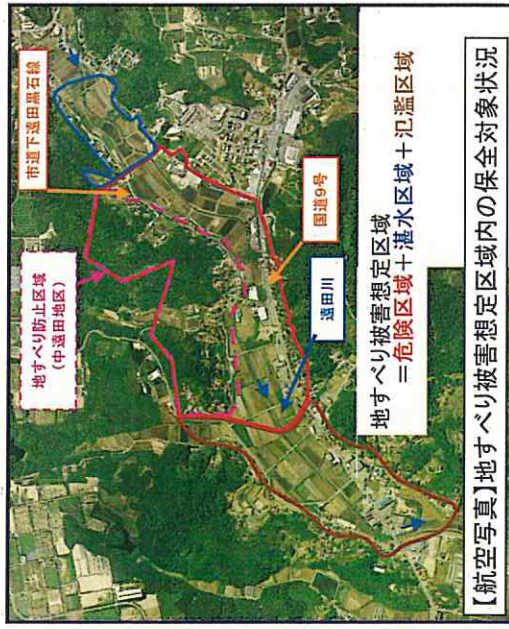 市道下遠田黒石線
地すべり防止区域
(中遠田地区)
国道9号
遠田川
地すべり被害想定区域
＝危険区域＋湛水区域＋氾濫区域
【航空写真】地すべり被害想定区域内の保全対象状況